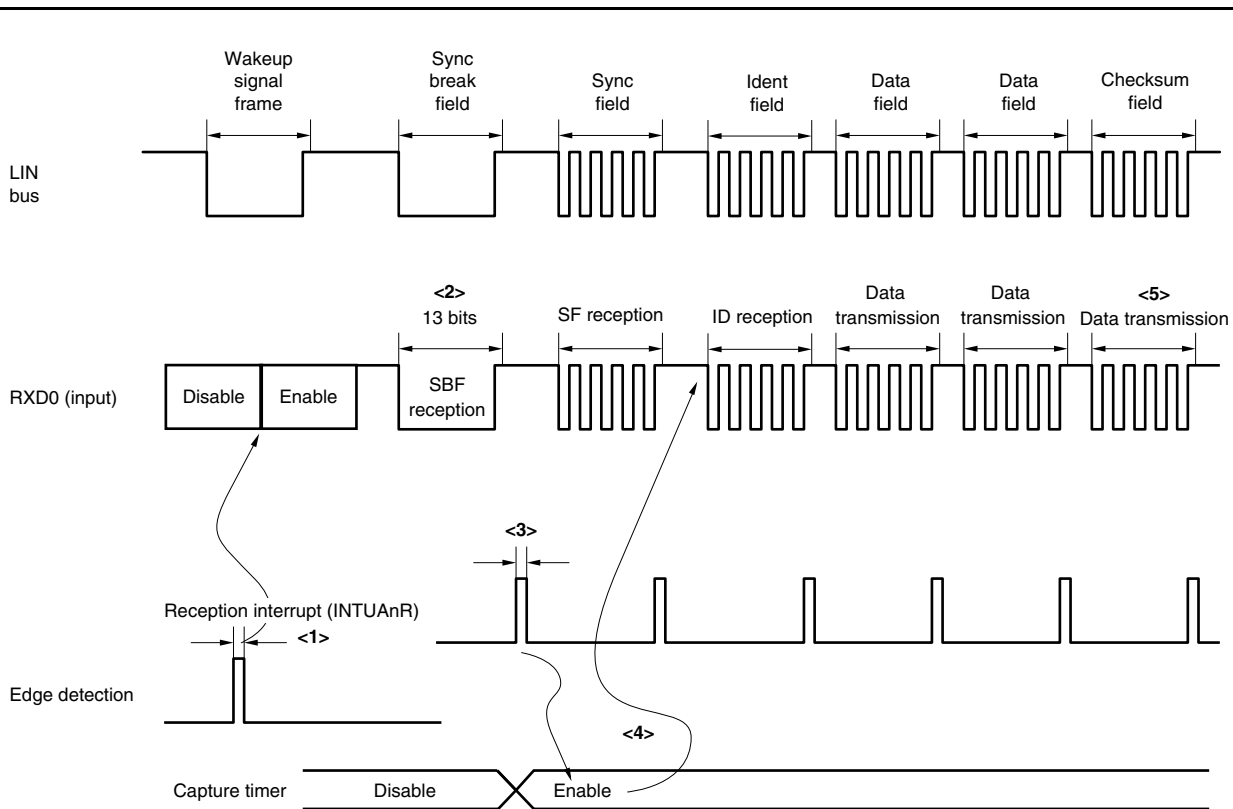 Wakeup
signal
frame
Sync
break
field
Sync
field
Ident
field
Data
field
Data
field
Checksum
field
LIN
bus
<2>
13 bits
SF reception
ID reception
Data
transmission
Data
transmission
<5>
Data transmission
RXD0 (input)
Disable
Enable
SBF
reception
<3>
Reception interrupt (INTUAnR)
<1>
Edge detection
<4>
Capture timer
Disable
Enable